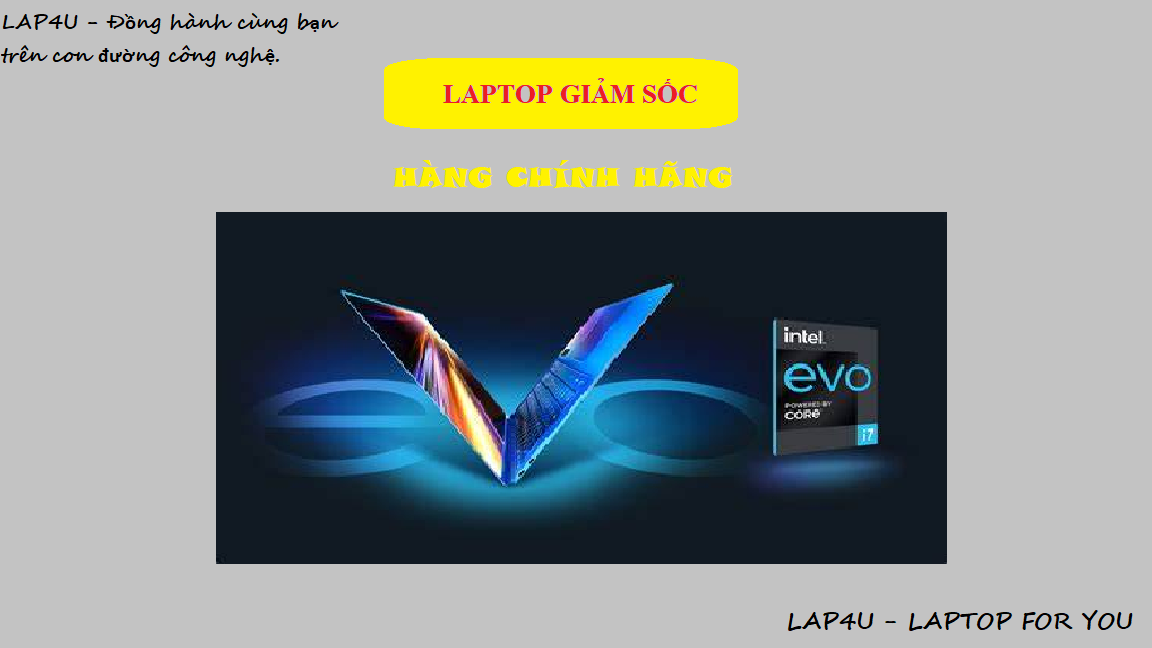 LAP4U - Đồng hành cùng bạn
trên con đường công nghệ.
LAPTOP GIẢM SỐC
HÀNG CHÍNH HÃNG
intel.
evo
POWERED BY
CORE
i7
LAP4U - LAPTOP FOR YOU